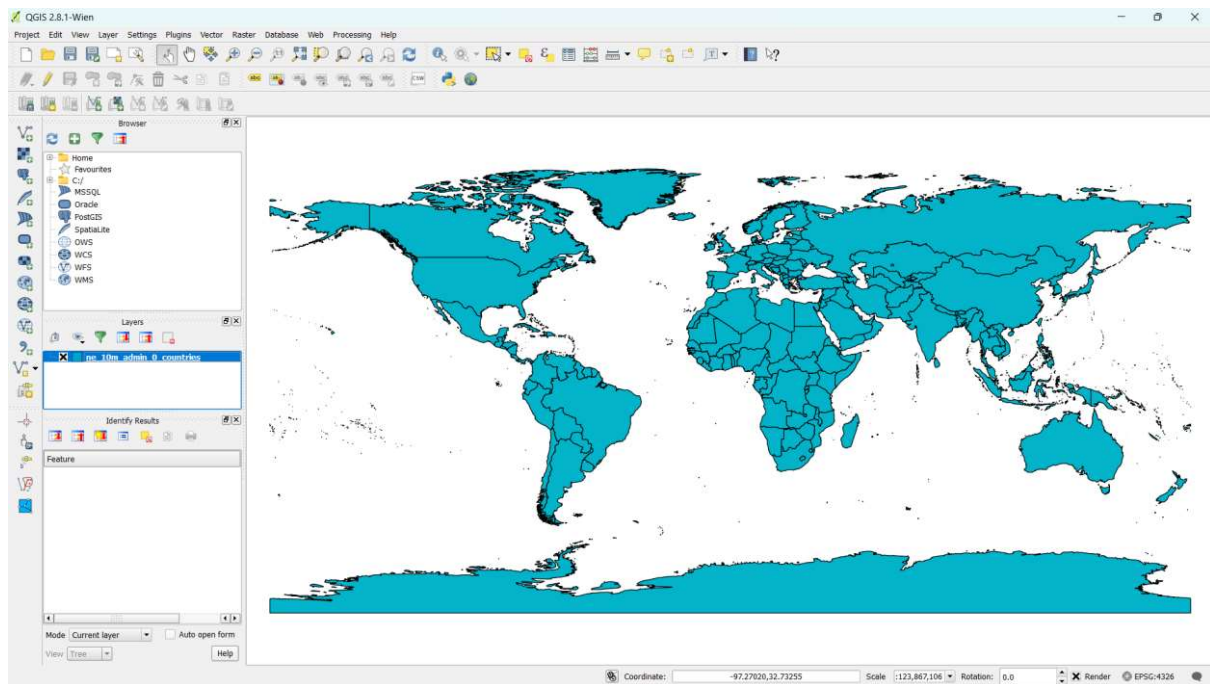 QGIS 2.8.1-Wien
Project Edit View Layer Settings Plugins Vector Raster Database Web Processing Help
CSW
Browser
Home
Favourites
C:/
MSSQL
Oracle
PostGIS
SpatiaLite
OWS
WCS
WFS
WMS
Layers
ne_10m_admin_0_countries
Identify Results
Feature
Mode Current layer Auto open form
View Tree Help
Coordinate: -97.27020,32.73255 Scale :123,867,106 Rotation: 0.0 Render EPSG:4326